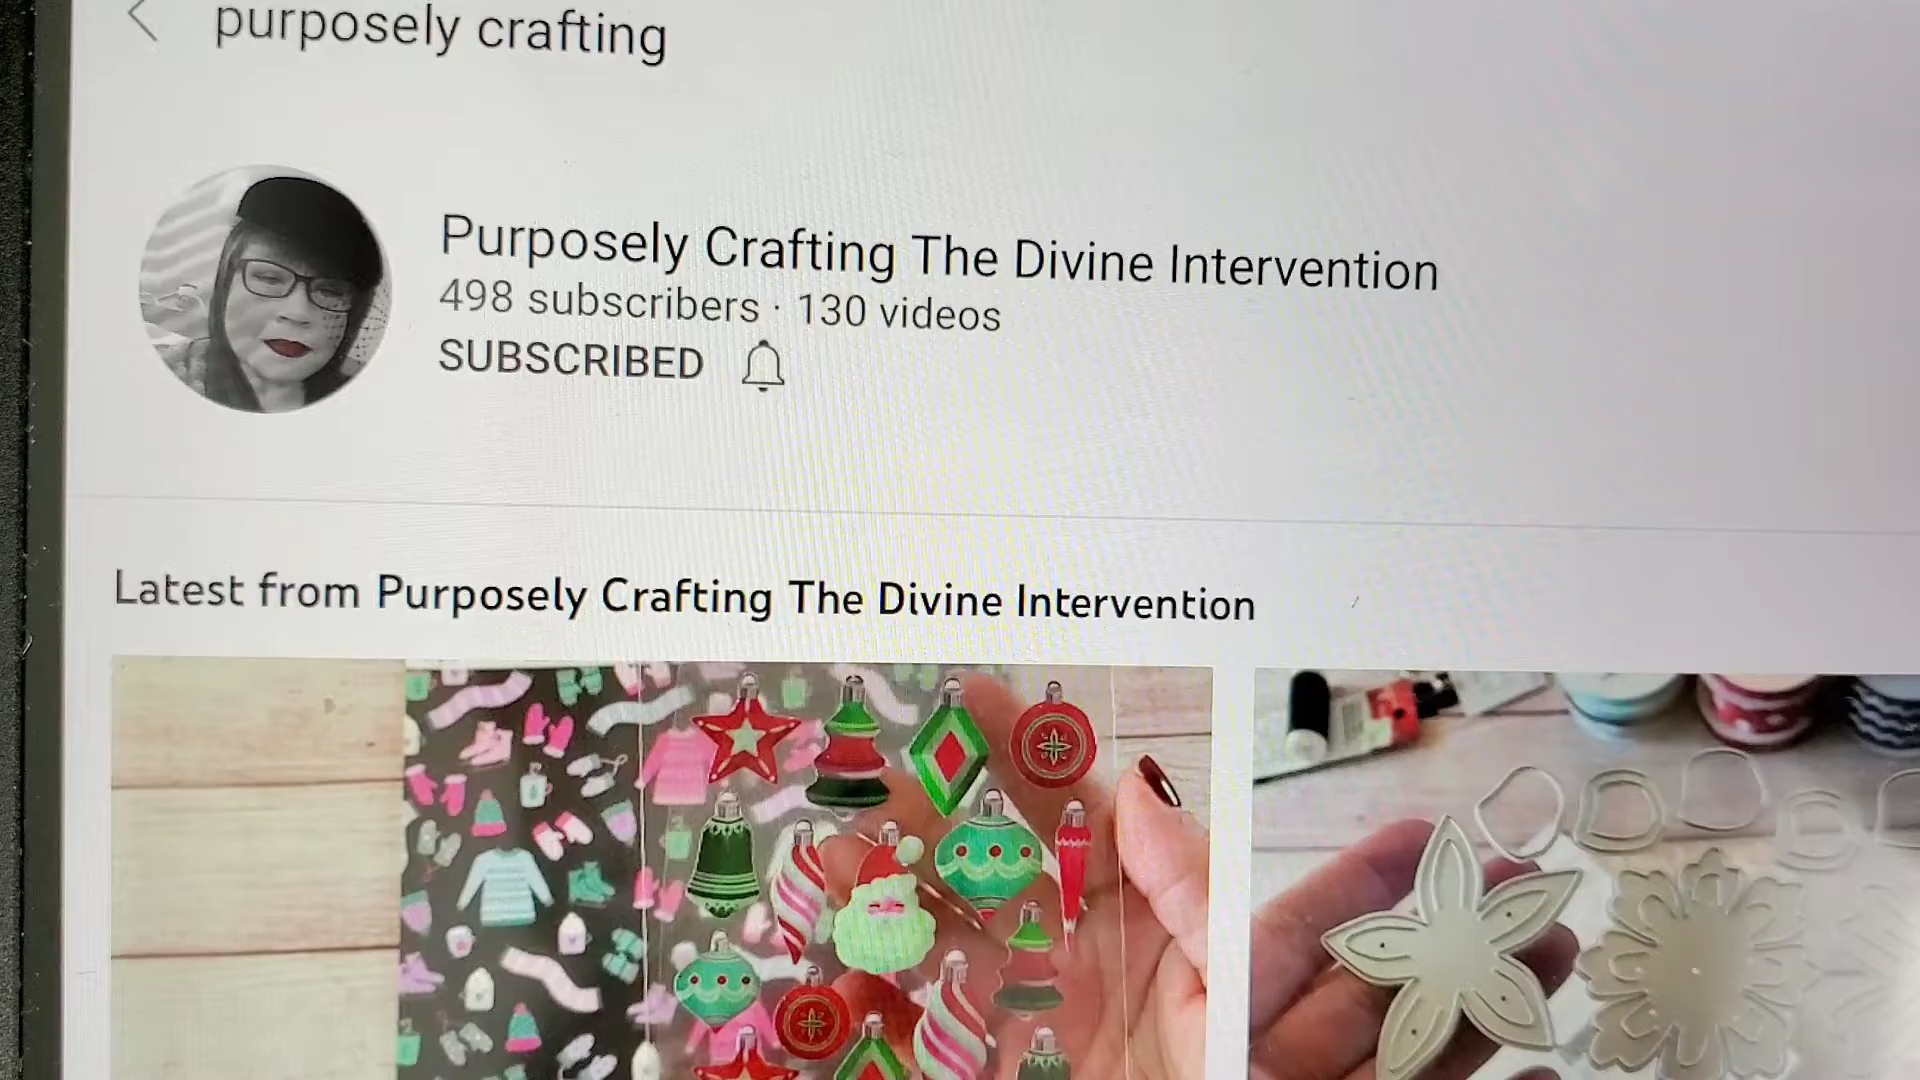 purposely crafting
Purposely Crafting The Divine Intervention
498 subscribers · 130 videos
SUBSCRIBED
Latest from Purposely Crafting The Divine Intervention